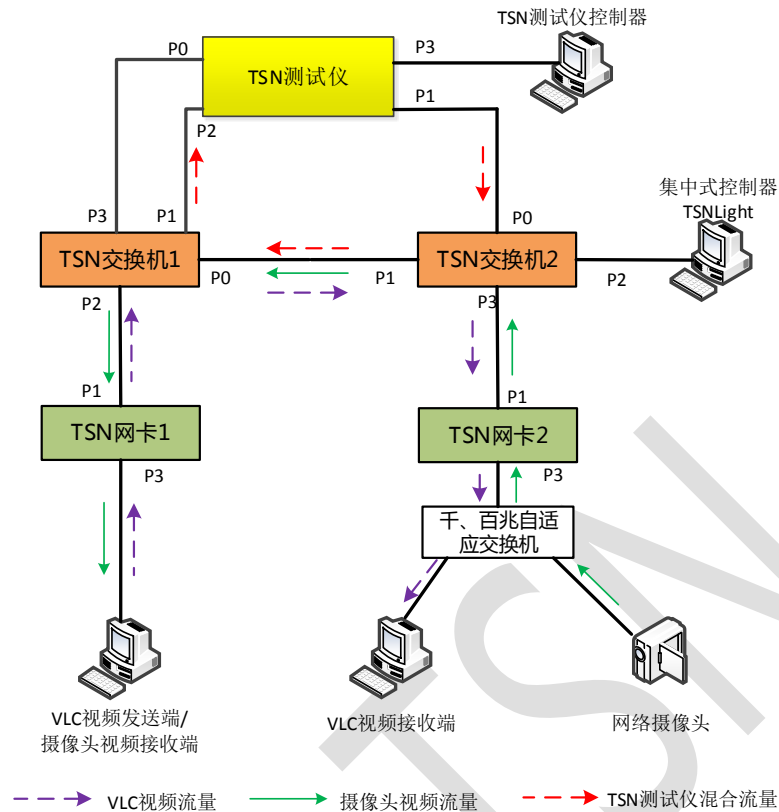 TSN测试仪控制器
P0
TSN测试仪
P3
P1
P2
集中式控制器
TSNLight
P3
P1
P0
TSN交换机1
TSN交换机2
P0
P1
P2
P2
P3
P1
P1
TSN网卡1
TSN网卡2
P3
P3
千、百兆自适
应交换机
VLC视频发送端/
摄像头视频接收端
VLC视频接收端
网络摄像头
VLC视频流量
摄像头视频流量
TSN测试仪混合流量
TSN